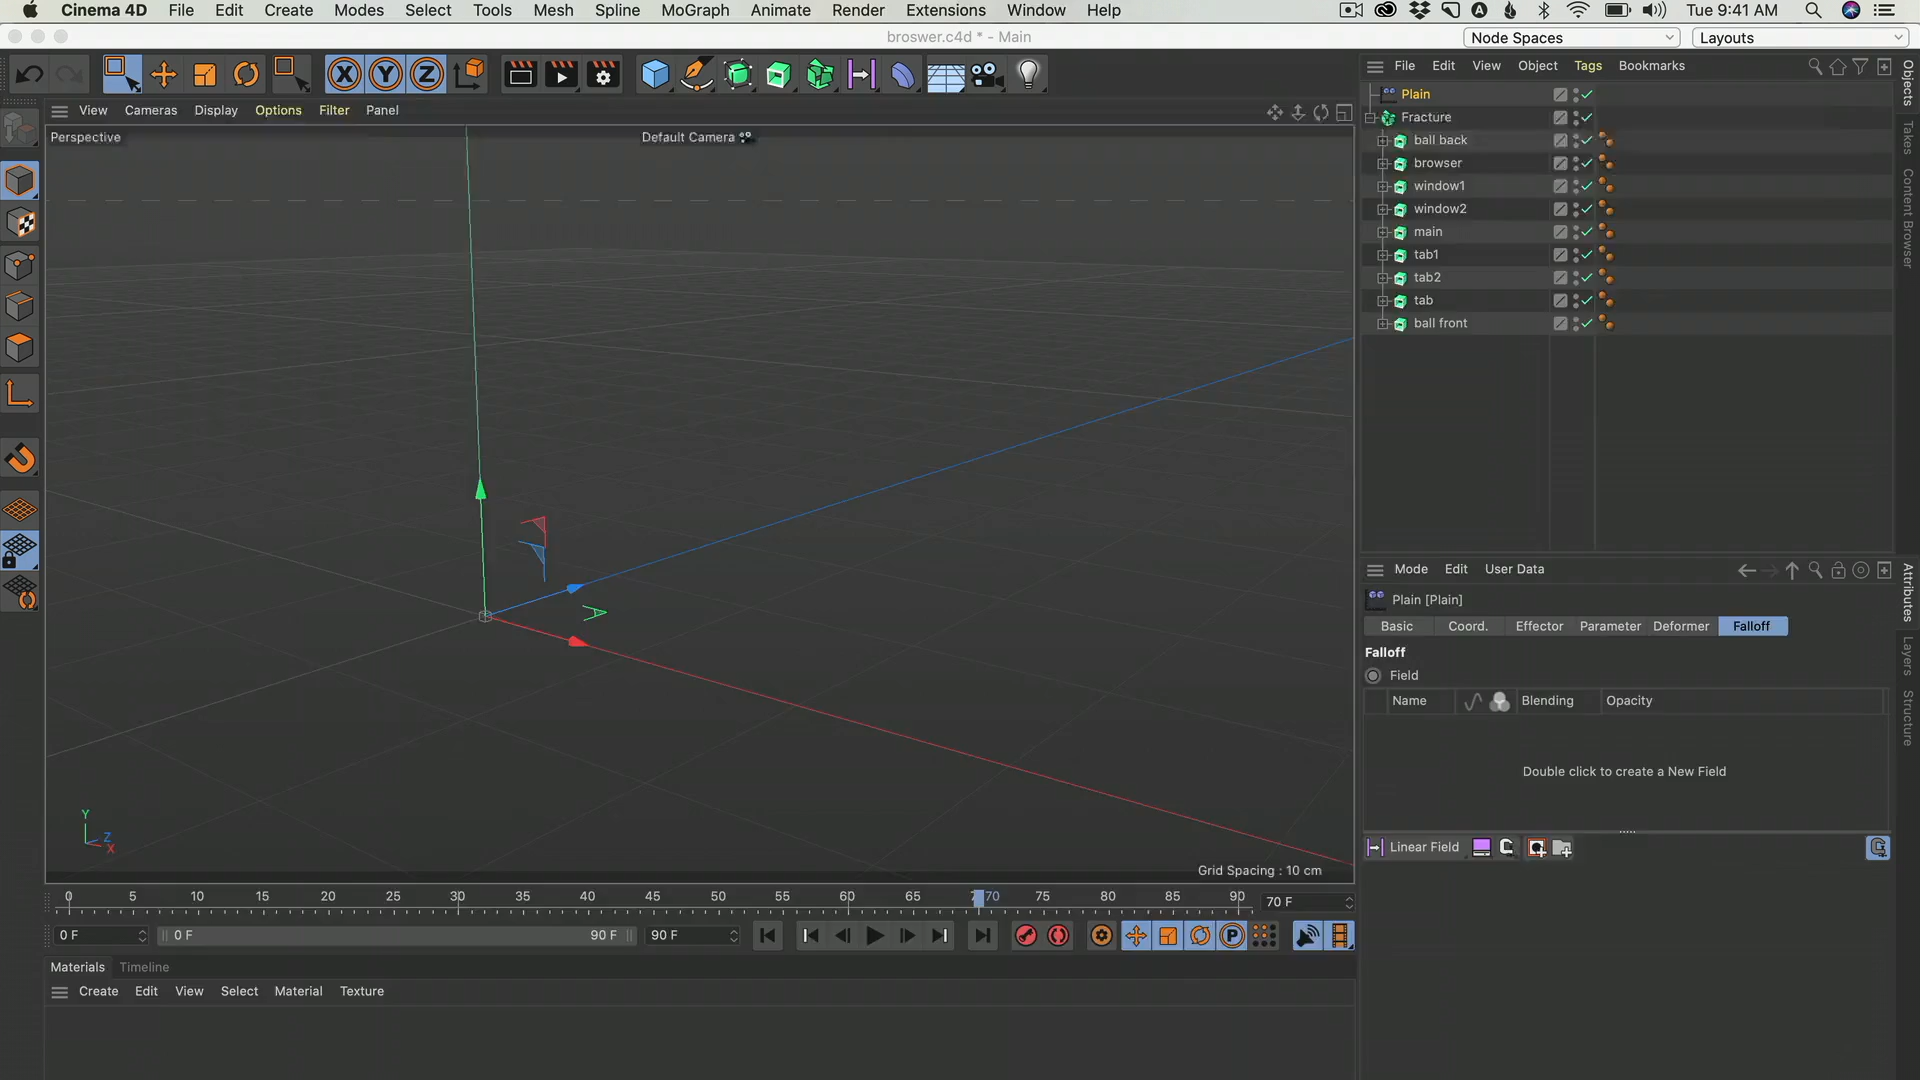 Cinema 4D File Edit Create Modes Select Tools Mesh Spline MoGraph Animate Render Extensions Window Help Tue 9:41 AM
broswer.c4d * - Main
Node Spaces
Layouts
X Y Z
File Edit View Object Tags Bookmarks
View Cameras Display Options Filter Panel
Perspective
Default Camera
Plain
Fracture
ball back
browser
window1
window2
main
tab1
tab2
tab
ball front
Objects
Takes
Content Browser
Mode Edit User Data
Plain [Plain]
Basic Coord. Effector Parameter Deformer Falloff
Falloff
Field
Name Blending Opacity
Double click to create a New Field
Linear Field
Attributes
Layers
Structure
Y
Z
X
Grid Spacing : 10 cm
0 5 10 15 20 25 30 35 40 45 50 55 60 65 70 75 80 85 90
70 F
0 F
0 F
90 F
90 F
P
Materials Timeline
Create Edit View Select Material Texture